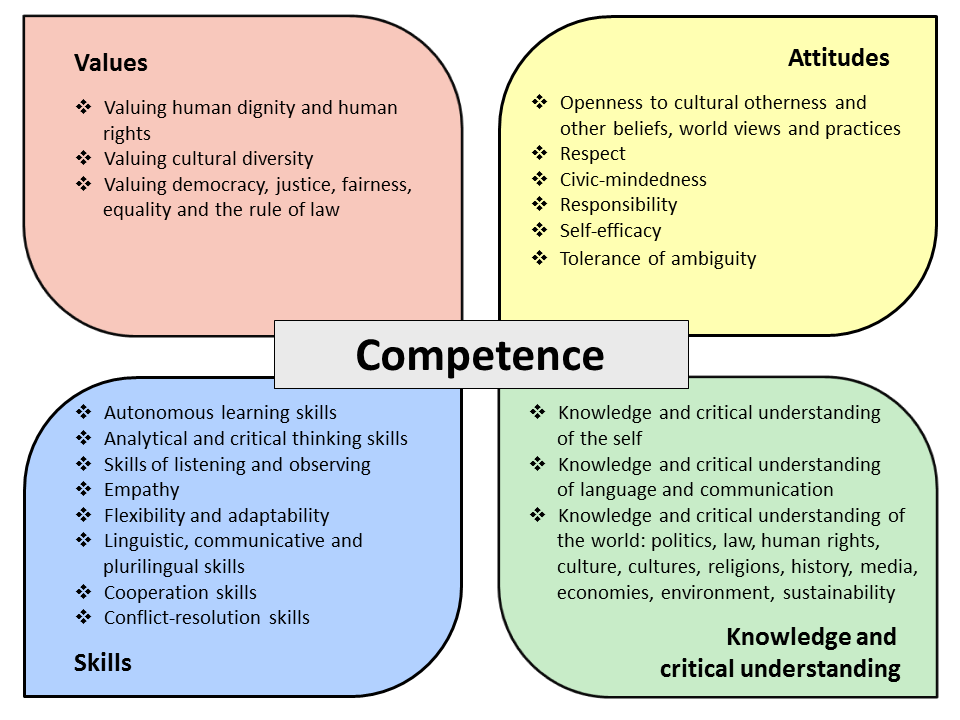 Values
❖ Valuing human dignity and human
rights
❖ Valuing cultural diversity
❖ Valuing democracy, justice, fairness,
equality and the rule of law
Attitudes
❖ Openness to cultural otherness and
other beliefs, world views and practices
❖ Respect
❖ Civic-mindedness
❖ Responsibility
❖ Self-efficacy
❖ Tolerance of ambiguity
Competence
❖ Autonomous learning skills
❖ Analytical and critical thinking skills
❖ Skills of listening and observing
❖ Empathy
❖ Flexibility and adaptability
❖ Linguistic, communicative and
plurilingual skills
❖ Cooperation skills
❖ Conflict-resolution skills
Skills
❖ Knowledge and critical understanding
of the self
❖ Knowledge and critical understanding
of language and communication
❖ Knowledge and critical understanding of
the world: politics, law, human rights,
culture, cultures, religions, history, media,
economies, environment, sustainability
Knowledge and
critical understanding